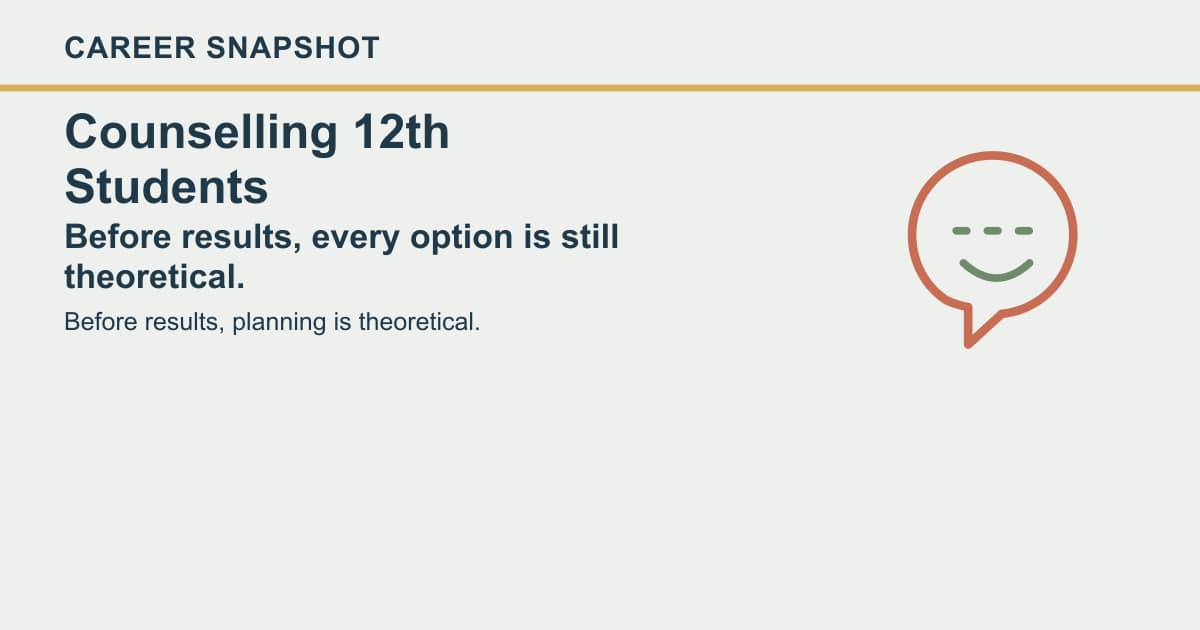 CAREER SNAPSHOT
Counselling 12th
Students
Before results, every option is still
theoretical.
Before results, planning is theoretical.